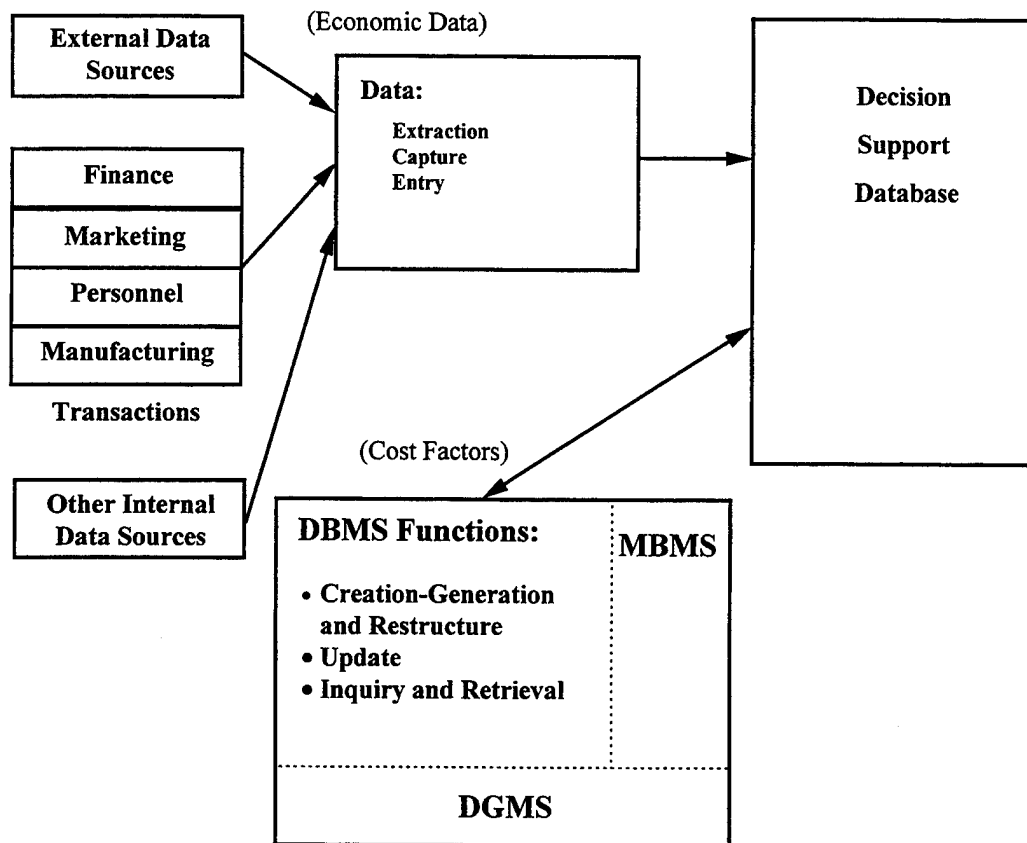 (Economic Data)
External Data
Sources
Data:
Extraction
Capture
Entry
Decision
Support
Database
Finance
Marketing
Personnel
Manufacturing
Transactions
(Cost Factors)
Other Internal
Data Sources
DBMS Functions:
MBMS
• Creation-Generation
and Restructure
• Update
• Inquiry and Retrieval
DGMS